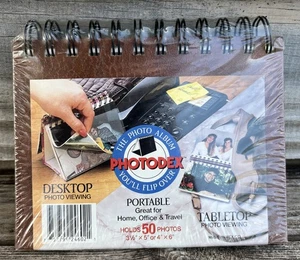 THE PHOTO ALBUM
PHOTODEX
YOU'LL FLIP OVER
DESKTOP
PHOTO VIEWING
PORTABLE
Great for
Home, Office & Travel
HOLDS 50 PHOTOS
3½" x 5" or 4" x 6"
TABLETOP
PHOTO VIEWING